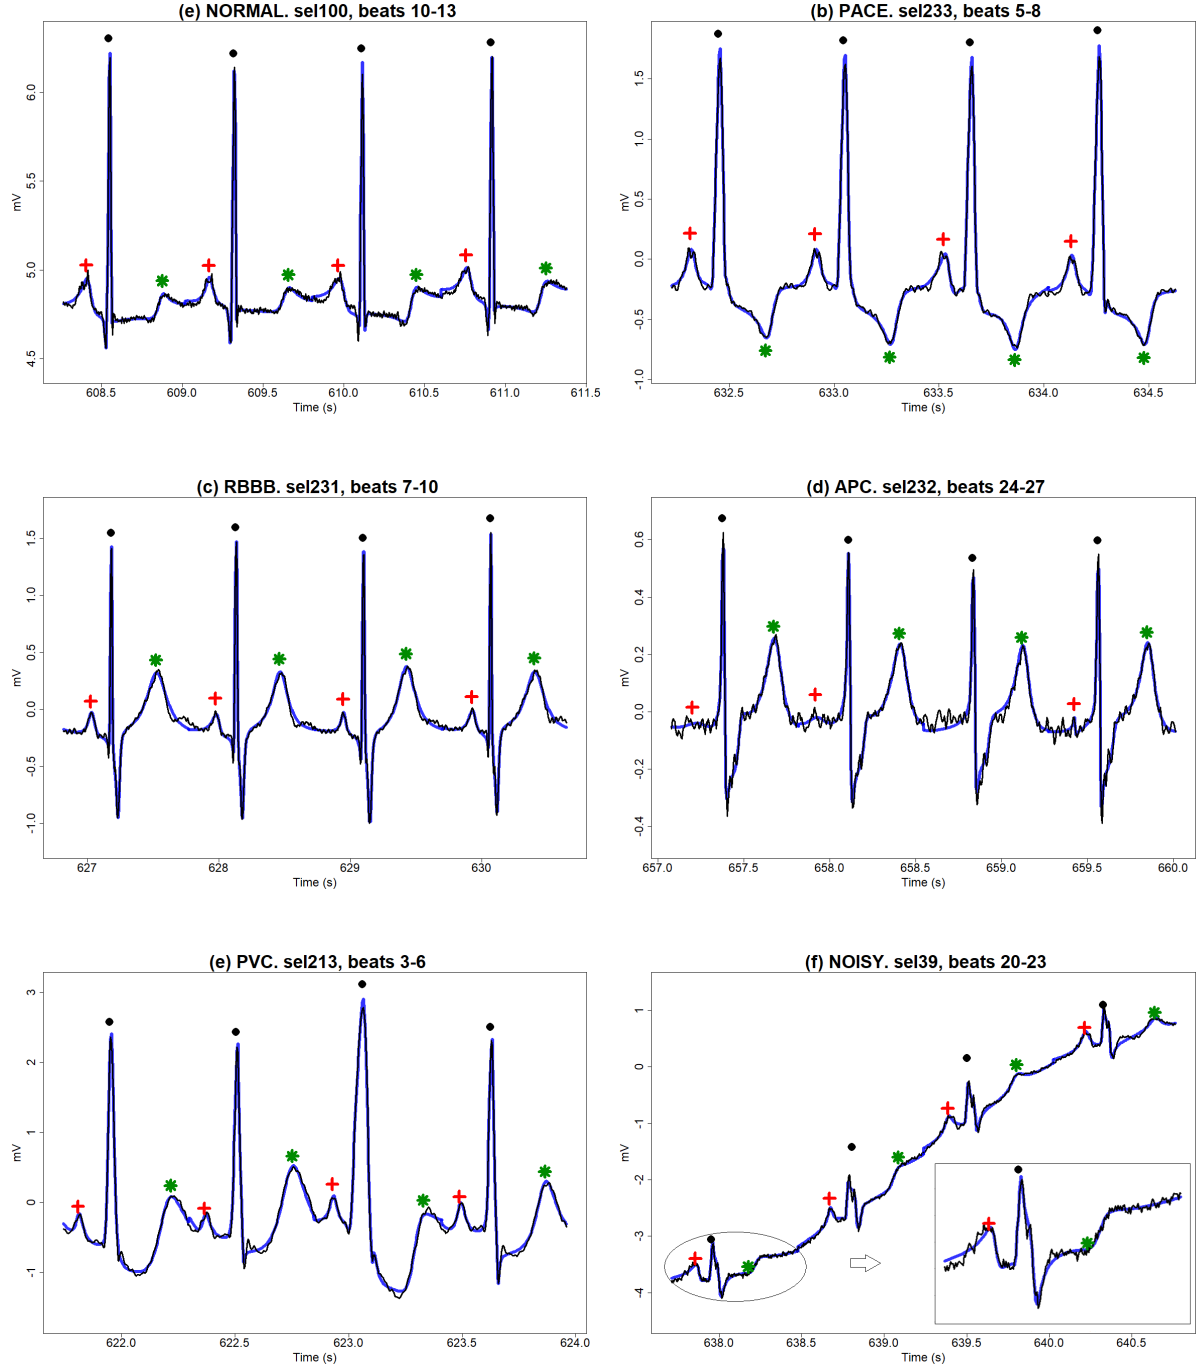 (e) NORMAL. sel100, beats 10-13
mV
4.5 5.0 5.5 6.0
608.5 609.0 609.5 610.0 610.5 611.0 611.5
Time (s)
(b) PACE. sel233, beats 5-8
mV
-1.0 -0.5 0.0 0.5 1.0 1.5
632.5 633.0 633.5 634.0 634.5
Time (s)
(c) RBBB. sel231, beats 7-10
mV
-1.0 -0.5 0.0 0.5 1.0 1.5
627 628 629 630
Time (s)
(d) APC. sel232, beats 24-27
mV
-0.4 -0.2 0.0 0.2 0.4 0.6
657.0 657.5 658.0 658.5 659.0 659.5 660.0
Time (s)
(e) PVC. sel213, beats 3-6
mV
-1 0 1 2 3
622.0 622.5 623.0 623.5 624.0
Time (s)
(f) NOISY. sel39, beats 20-23
mV
-4 -3 -2 -1 0 1
638.0 638.5 639.0 639.5 640.0 640.5
Time (s)